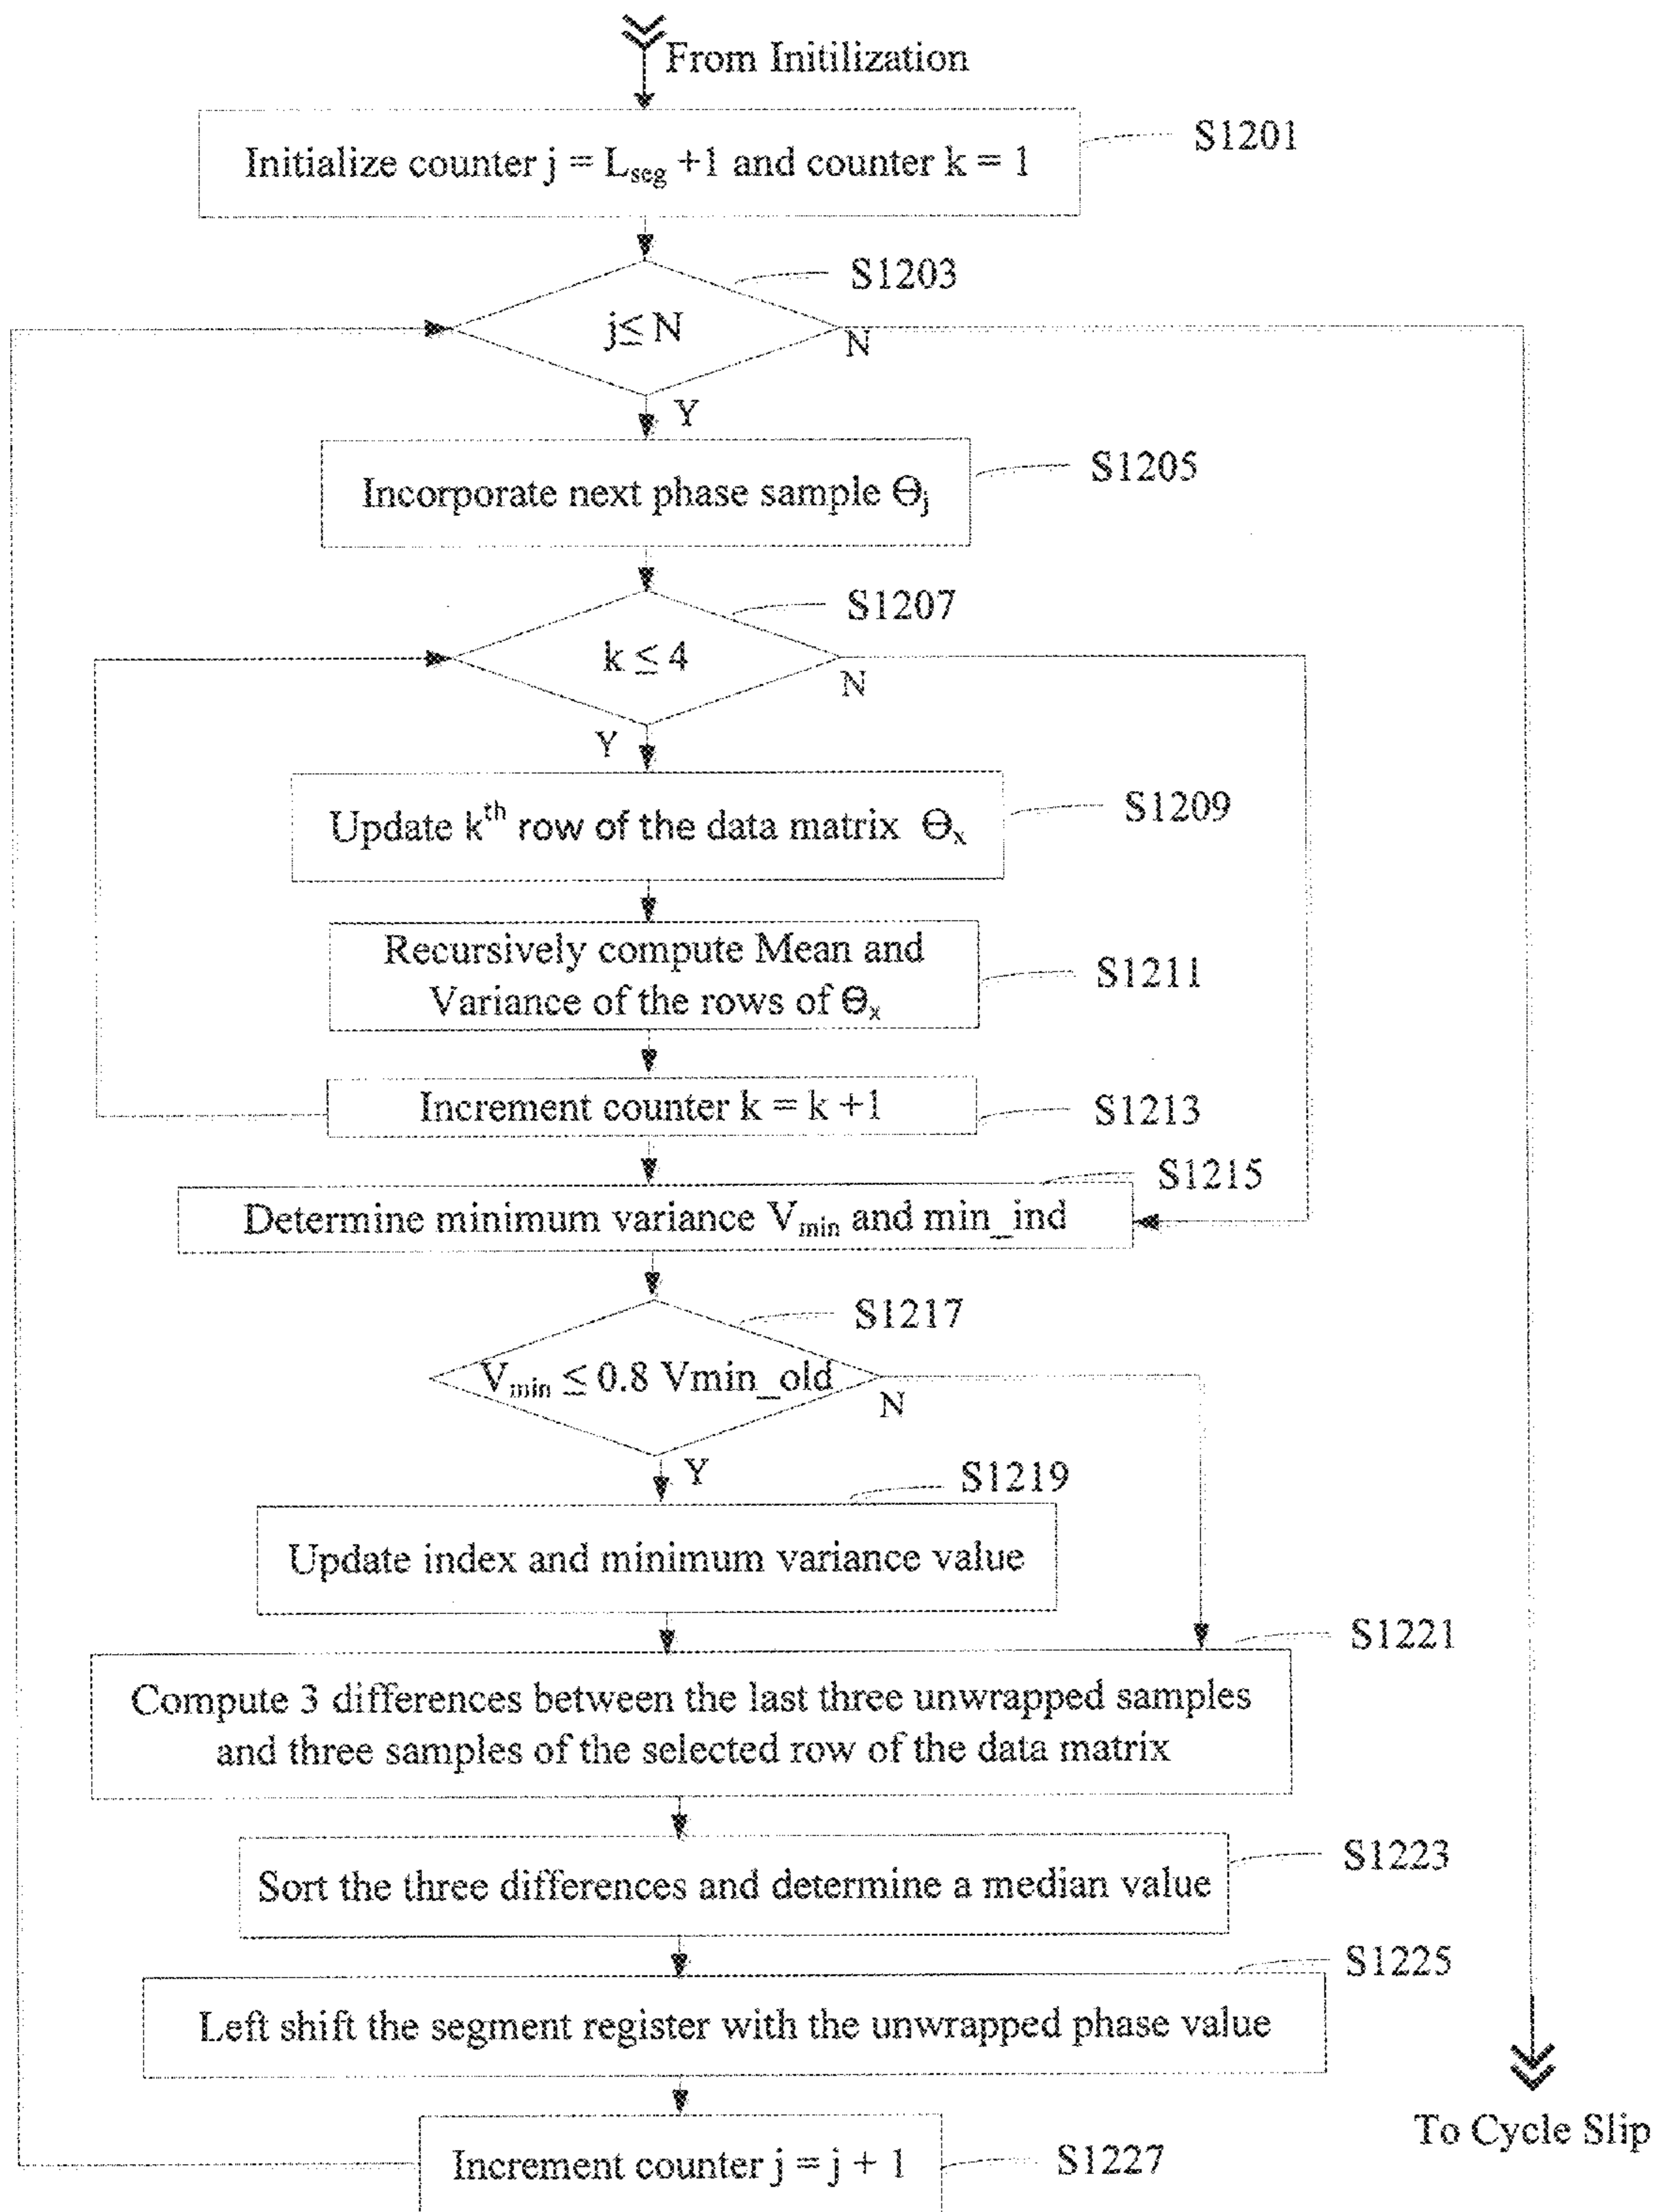 From Initilization
Initialize counter j = Lseg +1 and counter k = 1
S1201
S1203
j≤ N
N
Y
Incorporate next phase sample Ɵj
S1205
S1207
k ≤ 4
N
Y
Update kth row of the data matrix Ɵx
S1209
Recursively compute Mean and
Variance of the rows of Ɵx
S1211
Increment counter k = k +1
S1213
S1215
Determine minimum variance Vmin and min_ind
S1217
Vmin ≤ 0.8 Vmin_old
N
Y
S1219
Update index and minimum variance value
S1221
Compute 3 differences between the last three unwrapped samples
and three samples of the selected row of the data matrix
S1223
Sort the three differences and determine a median value
S1225
Left shift the segment register with the unwrapped phase value
To Cycle Slip
Increment counter j = j + 1
S1227